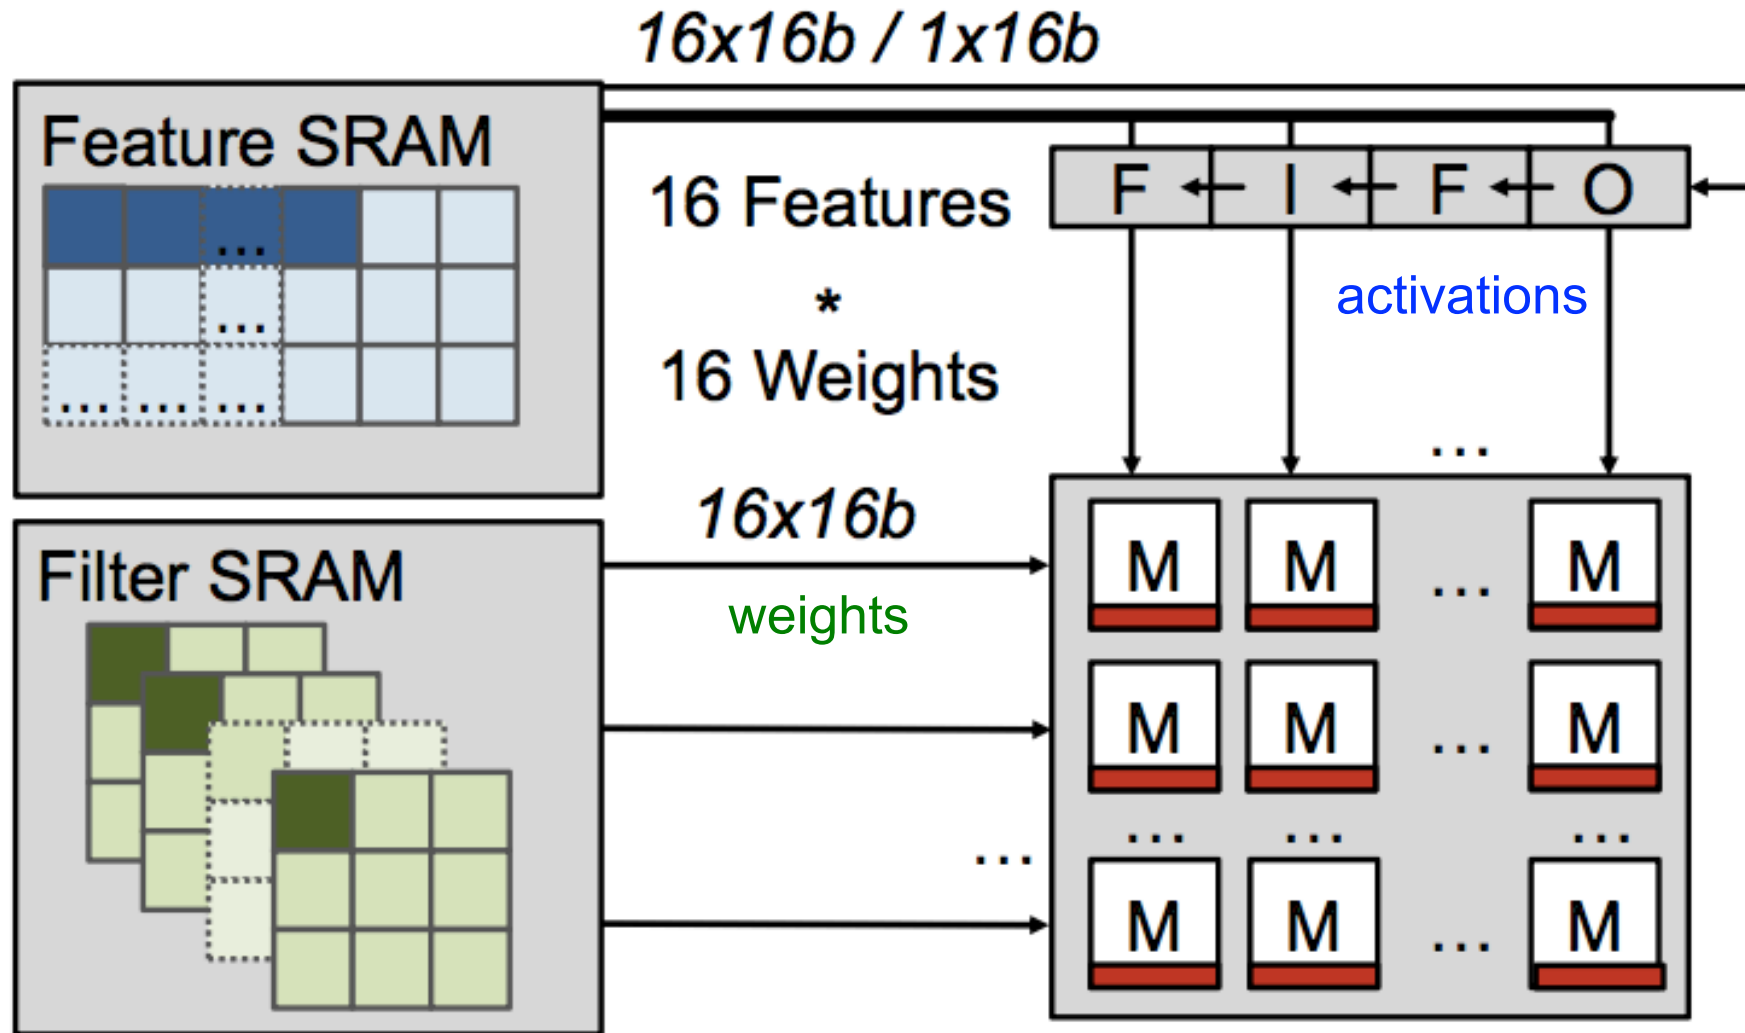 16x16b / 1x16b
Feature SRAM
F I F O
16 Features
*
16 Weights
activations
...
...
... ... ...
...
16x16b
Filter SRAM
weights
M M ... M
M M ... M
... ... ...
...
M M ... M